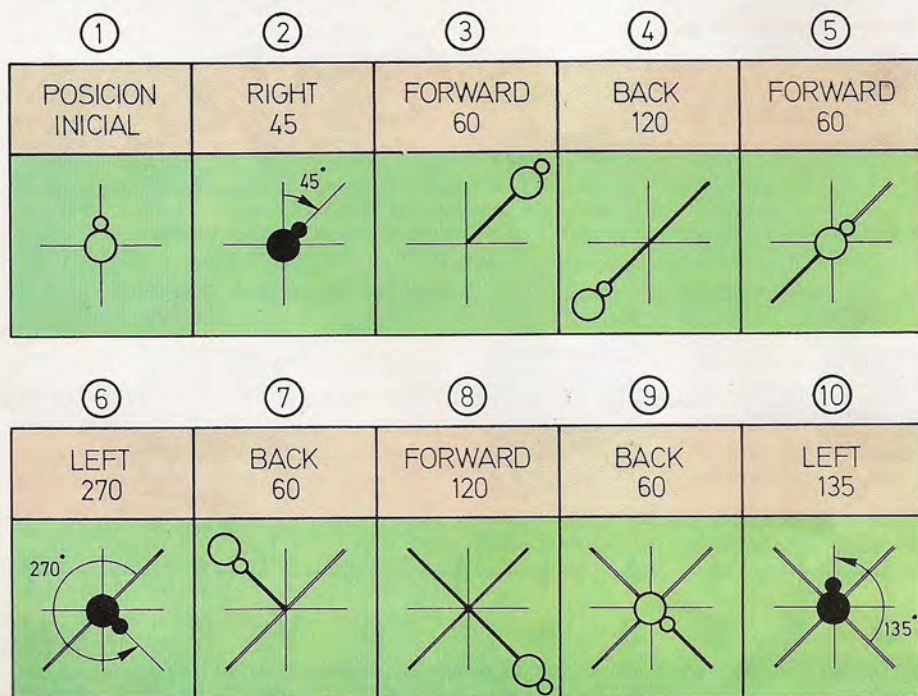 1 2 3 4 5
POSICION INICIAL
RIGHT 45
FORWARD 60
BACK 120
FORWARD 60
45°
6 7 8 9 10
LEFT 270
BACK 60
FORWARD 120
BACK 60
LEFT 135
270°
135°